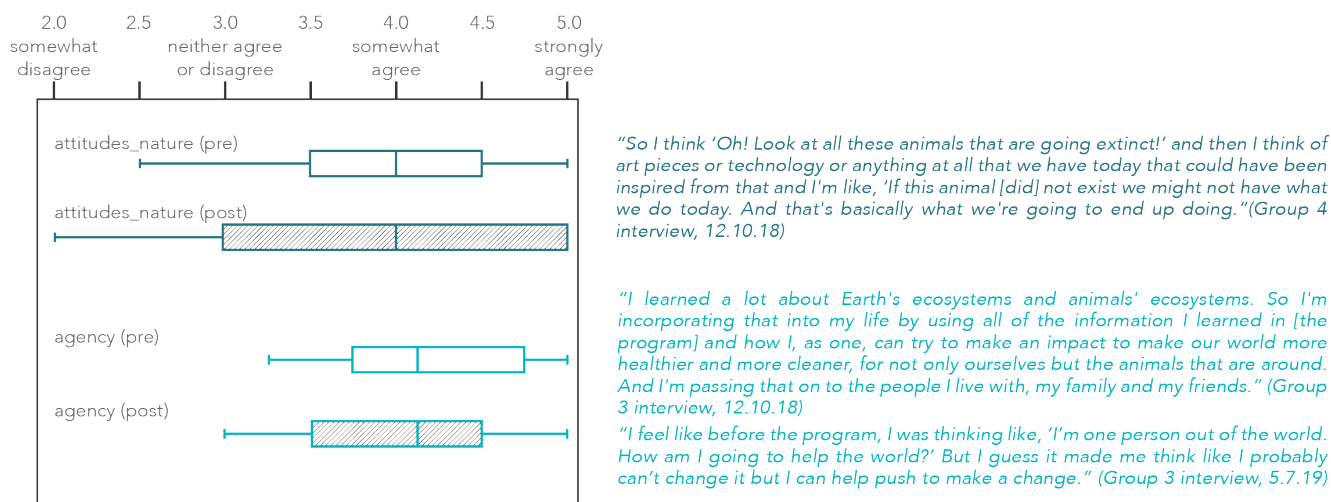 2.0 2.5 3.0 3.5 4.0 4.5 5.0
somewhat neither agree somewhat strongly
disagree or disagree agree agree
attitudes_nature (pre)
attitudes_nature (post)
agency (pre)
agency (post)
“So I think ‘Oh! Look at all these animals that are going extinct!’ and then I think of
art pieces or technology or anything at all that we have today that could have been
inspired from that and I'm like, ‘If this animal [did] not exist we might not have what
we do today. And that's basically what we're going to end up doing.”(Group 4
interview, 12.10.18)
“I learned a lot about Earth's ecosystems and animals' ecosystems. So I'm
incorporating that into my life by using all of the information I learned in [the
program] and how I, as one, can try to make an impact to make our world more
healthier and more cleaner, for not only ourselves but the animals that are around.
And I'm passing that on to the people I live with, my family and my friends.” (Group
3 interview, 12.10.18)
“I feel like before the program, I was thinking like, ‘I’m one person out of the world.
How am I going to help the world?’ But I guess it made me think like I probably
can’t change it but I can help push to make a change.” (Group 3 interview, 5.7.19)